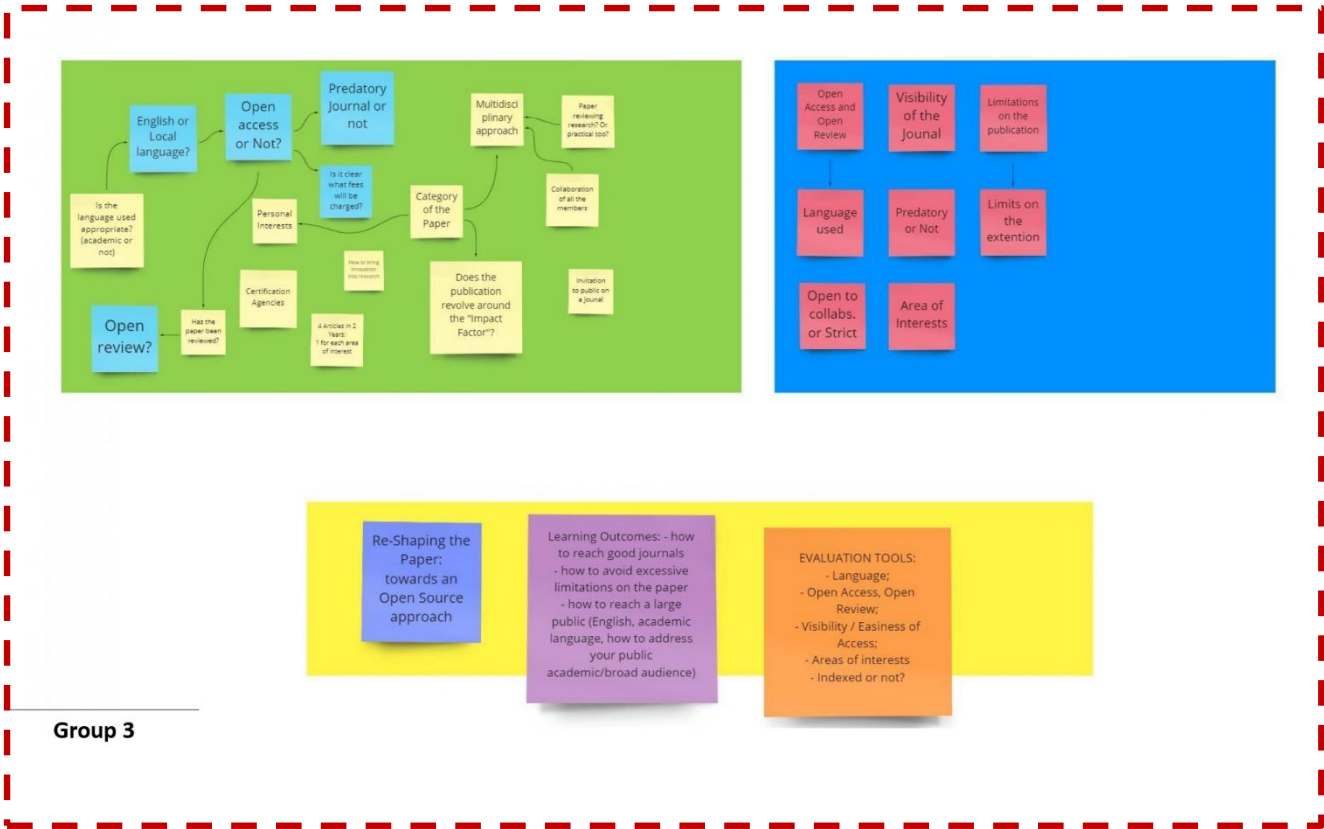 Predatory
Journal or
not
Open
access
or Not?
English or
Local
language?
Is it clear
what fees
will be
charged?
Is the
language used
appropriate?
(academic or
not)
Personal
Interests
Category
of the
Paper
Multidisci
plinary
approach
Paper
reviewing
research? Or
practical too?
Collaboration
of all the
members
How to bring
innovation
into research
Certification
Agencies
Does the
publication
revolve around
the "Impact
Factor"?
Invitation
to public on
a Jounal
Open
review?
Has the
paper been
reviewed?
4 Articles in 2
Years:
1 for each area
of interest
Open
Access and
Open
Review
Visibility
of the
Jounal
Limitations
on the
publication
Language
used
Predatory
or Not
Limits on
the
extention
Open to
collabs.
or Strict
Area of
Interests
Re-Shaping the
Paper:
towards an
Open Source
approach
Learning Outcomes: - how
to reach good journals
- how to avoid excessive
limitations on the paper
- how to reach a large
public (English, academic
language, how to address
your public
academic/broad audience)
EVALUATION TOOLS:
- Language;
- Open Access, Open
Review;
- Visibility / Easiness of
Access;
- Areas of interests
- Indexed or not?
Group 3